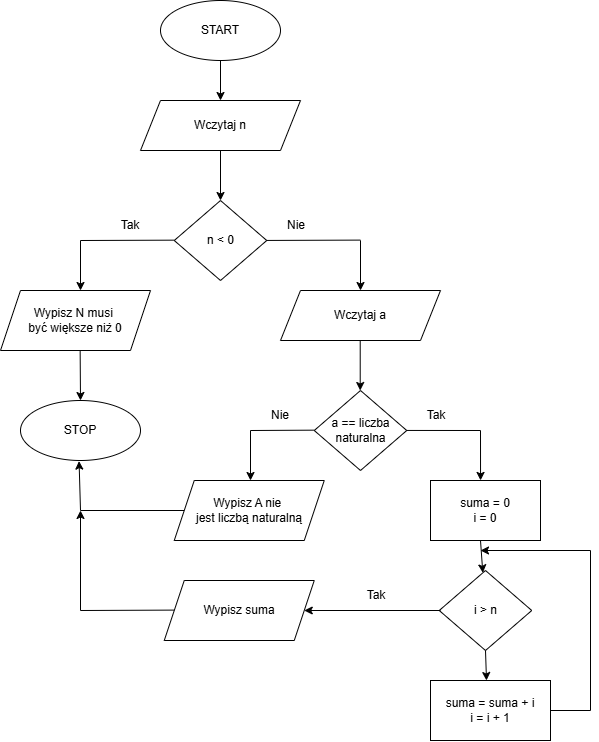 START
Wczytaj n
Tak
Nie
n < 0
Wypisz N musi
być większe niż 0
Wczytaj a
STOP
Nie
Tak
a == liczba
naturalna
Wypisz A nie
jest liczbą naturalną
suma = 0
i = 0
Wypisz suma
Tak
i > n
suma = suma + i
i = i + 1